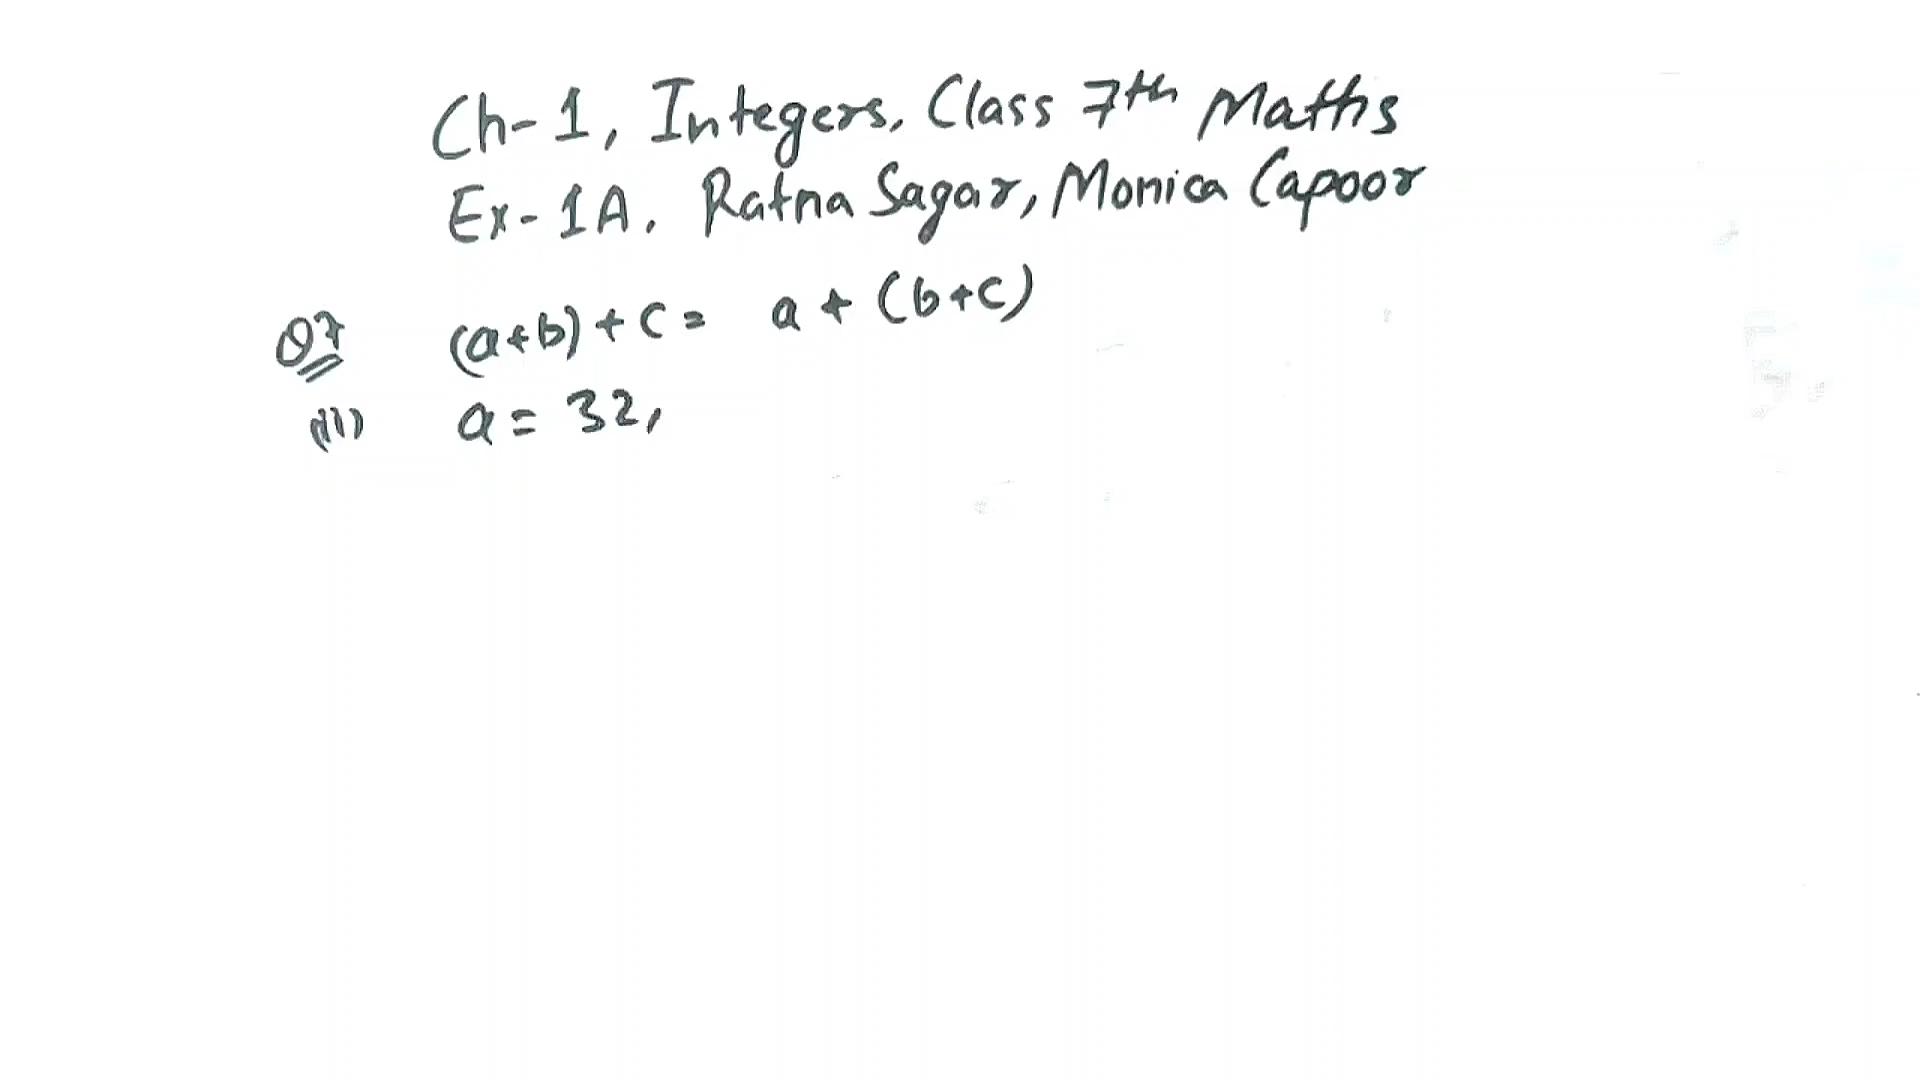 Ch-1, Integers, Class 7th Maths
Ex-1A. Ratna Sagar, Monica Capoor
Q7 (a+b)+c = a + (b+c)
(ii) a = 32,